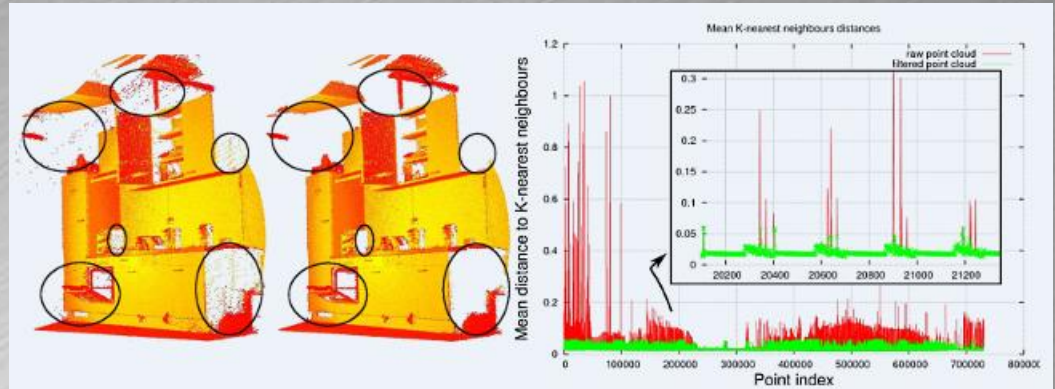 Mean K-nearest neighbours distances
raw point cloud
filtered point cloud
Mean distance to K-nearest neighbours
1.2
1
0.8
0.6
0.4
0.2
0
0.3
0.25
0.2
0.15
0.1
0.05
0
20200 20400 20600 20800 21000 21200
0 100000 200000 300000 400000 500000 600000 700000 80000
Point index